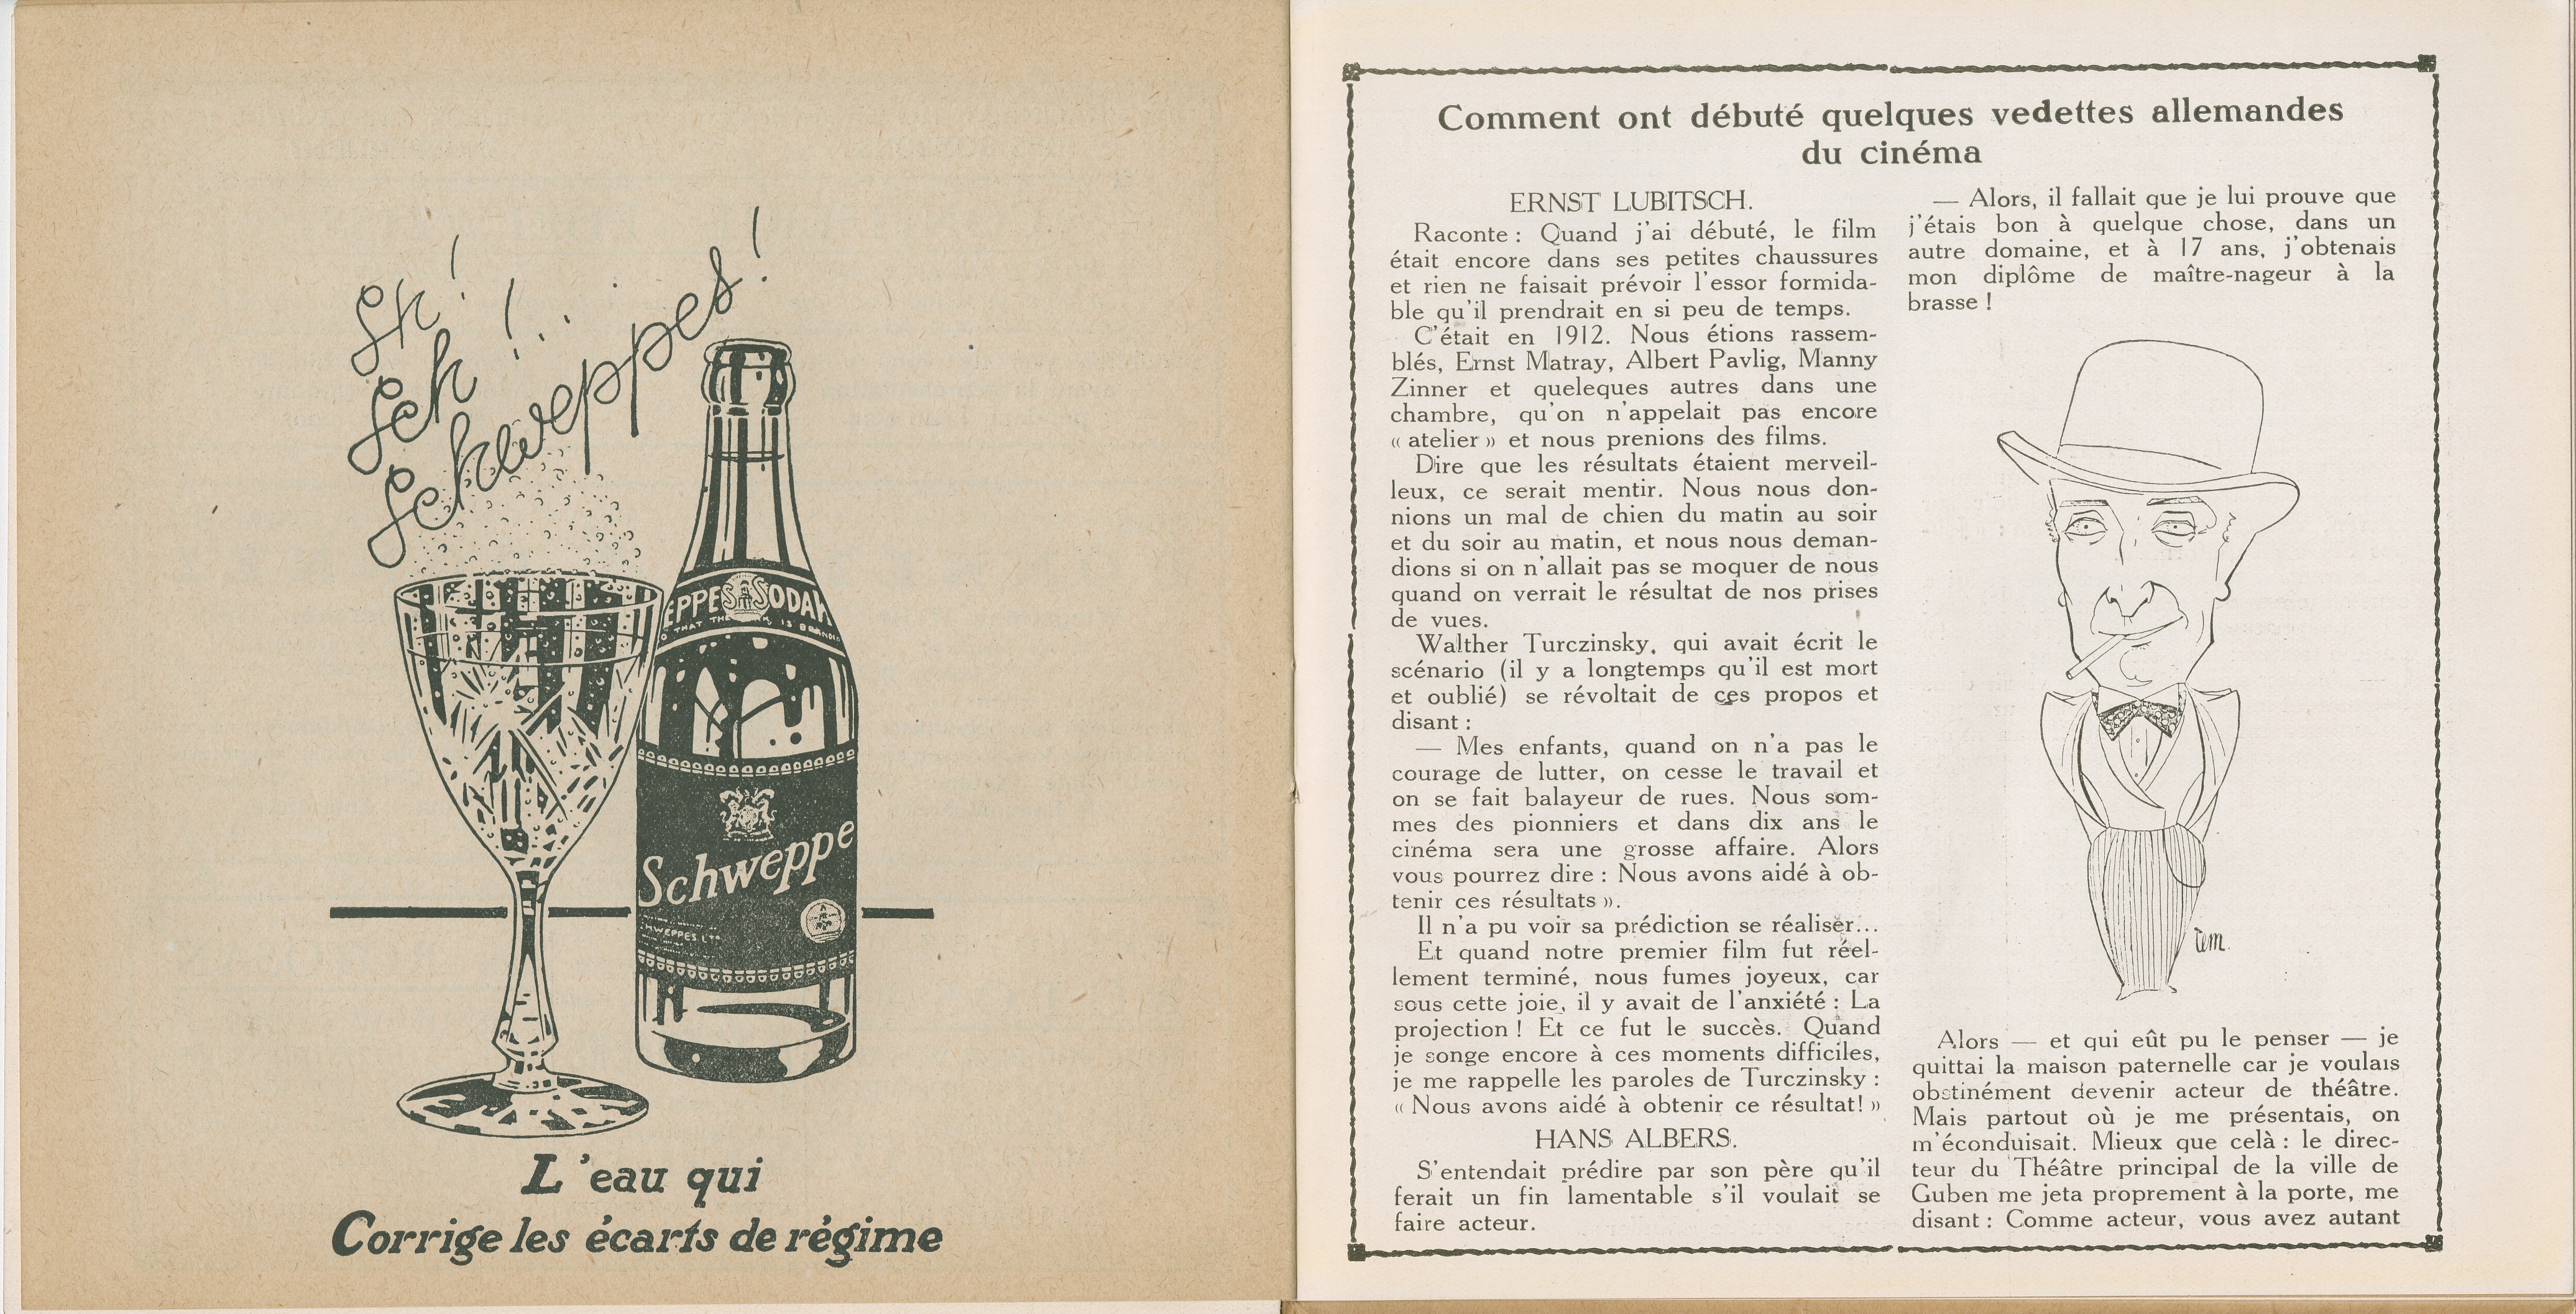 Sh!
Sch!..
Schweppes!
EPPES SODA
THAT THE IS BRANDED
Schweppe
HWEPPES LTD
L'eau qui
Corrige les écarts de régime
Comment ont débuté quelques vedettes allemandes
du cinéma
ERNST LUBITSCH.
Raconte : Quand j'ai débuté, le film
était encore dans ses petites chaussures
et rien ne faisait prévoir l'essor formida-
ble qu'il prendrait en si peu de temps.
C'était en 1912. Nous étions rassem-
blés, Ernst Matray, Albert Pavlig, Manny
Zinner et queleques autres dans une
chambre, qu'on n'appelait pas encore
« atelier » et nous prenions des films.
Dire que les résultats étaient merveil-
leux, ce serait mentir. Nous nous don-
nions un mal de chien du matin au soir
et du soir au matin, et nous nous deman-
dions si on n'allait pas se moquer de nous
quand on verrait le résultat de nos prises
de vues.
Walther Turczinsky, qui avait écrit le
scénario (il y a longtemps qu'il est mort
et oublié) se révoltait de ces propos et
disant :
— Mes enfants, quand on n'a pas le
courage de lutter, on cesse le travail et
on se fait balayeur de rues. Nous som-
mes des pionniers et dans dix ans le
cinéma sera une grosse affaire. Alors
vous pourrez dire : Nous avons aidé à ob-
tenir ces résultats ».
Il n'a pu voir sa prédiction se réaliser...
Et quand notre premier film fut réel-
lement terminé, nous fumes joyeux, car
sous cette joie, il y avait de l'anxiété : La
projection ! Et ce fut le succès. Quand
je songe encore à ces moments difficiles,
je me rappelle les paroles de Turczinsky :
« Nous avons aidé à obtenir ce résultat! »
HANS ALBERS.
S'entendait prédire par son père qu'il
ferait un fin lamentable s'il voulait se
faire acteur.
— Alors, il fallait que je lui prouve que
j'étais bon à quelque chose, dans un
autre domaine, et à 17 ans, j'obtenais
mon diplôme de maître-nageur à la
brasse !
tem.
Alors — et qui eût pu le penser — je
quittai la maison paternelle car je voulais
obstinément devenir acteur de théâtre.
Mais partout où je me présentais, on
m'éconduisait. Mieux que celà : le direc-
teur du Théâtre principal de la ville de
Guben me jeta proprement à la porte, me
disant : Comme acteur, vous avez autant